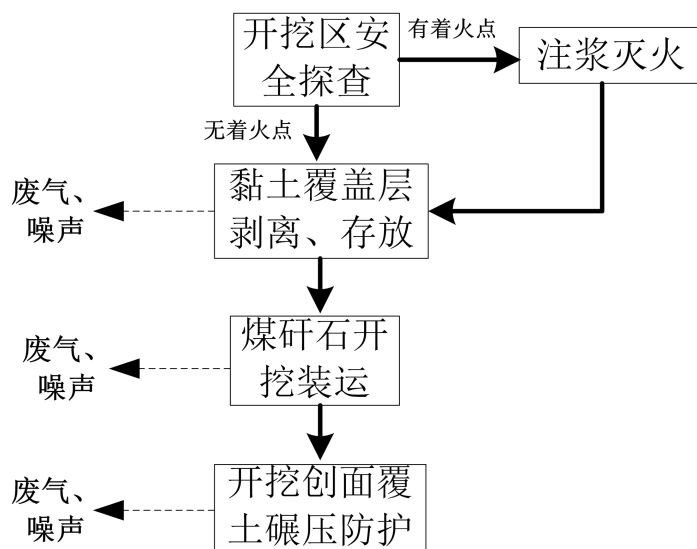 开挖区安
全探查
有着火点
注浆灭火
无着火点
黏土覆盖层
剥离、存放
废气、
噪声
煤矸石开
挖装运
废气、
噪声
开挖创面覆
土碾压防护
废气、
噪声